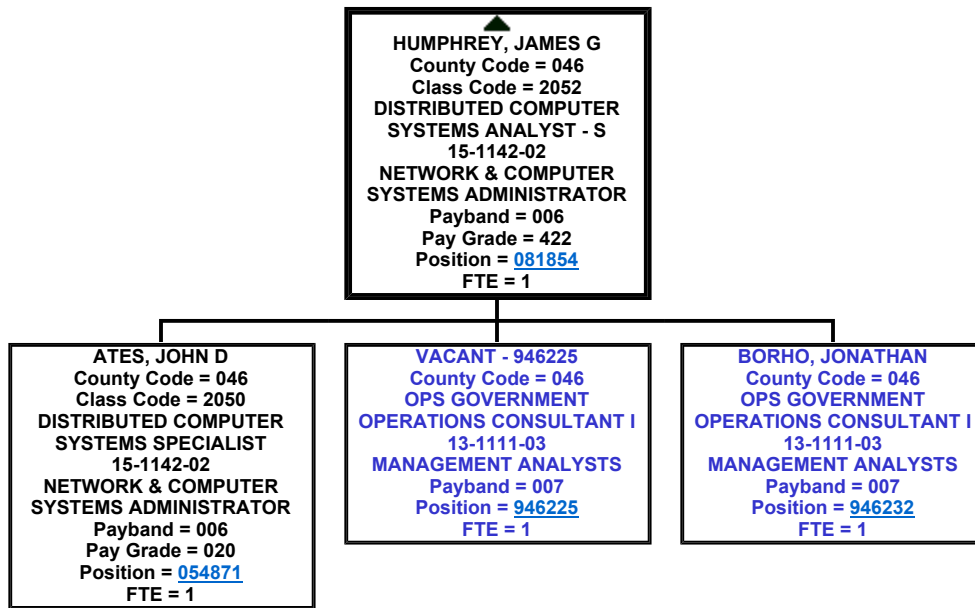 HUMPHREY, JAMES G
County Code = 046
Class Code = 2052
DISTRIBUTED COMPUTER
SYSTEMS ANALYST - S
15-1142-02
NETWORK & COMPUTER
SYSTEMS ADMINISTRATOR
Payband = 006
Pay Grade = 422
Position = 081854
FTE = 1
ATES, JOHN D
County Code = 046
Class Code = 2050
DISTRIBUTED COMPUTER
SYSTEMS SPECIALIST
15-1142-02
NETWORK & COMPUTER
SYSTEMS ADMINISTRATOR
Payband = 006
Pay Grade = 020
Position = 054871
FTE = 1
VACANT - 946225
County Code = 046
OPS GOVERNMENT
OPERATIONS CONSULTANT I
13-1111-03
MANAGEMENT ANALYSTS
Payband = 007
Position = 946225
FTE = 1
BORHO, JONATHAN
County Code = 046
OPS GOVERNMENT
OPERATIONS CONSULTANT I
13-1111-03
MANAGEMENT ANALYSTS
Payband = 007
Position = 946232
FTE = 1